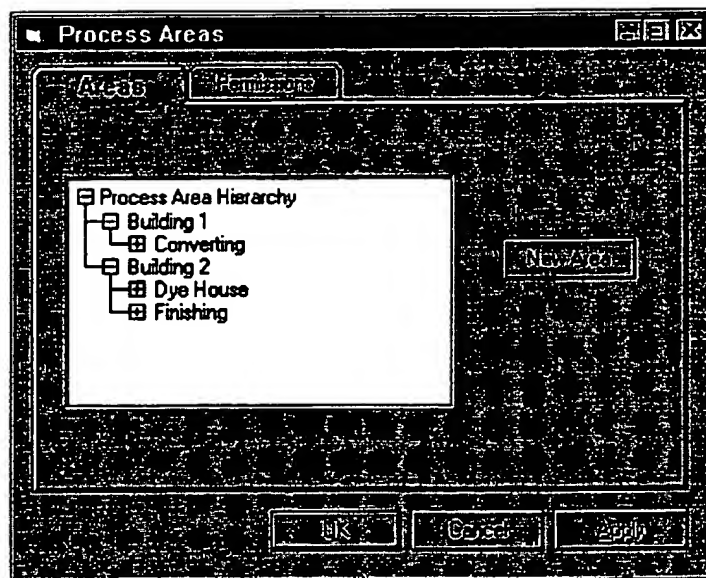 Process Areas
Areas Permissions
Process Area Hierarchy
Building 1
Converting
Building 2
Dye House
Finishing
New Area
OK Cancel Apply